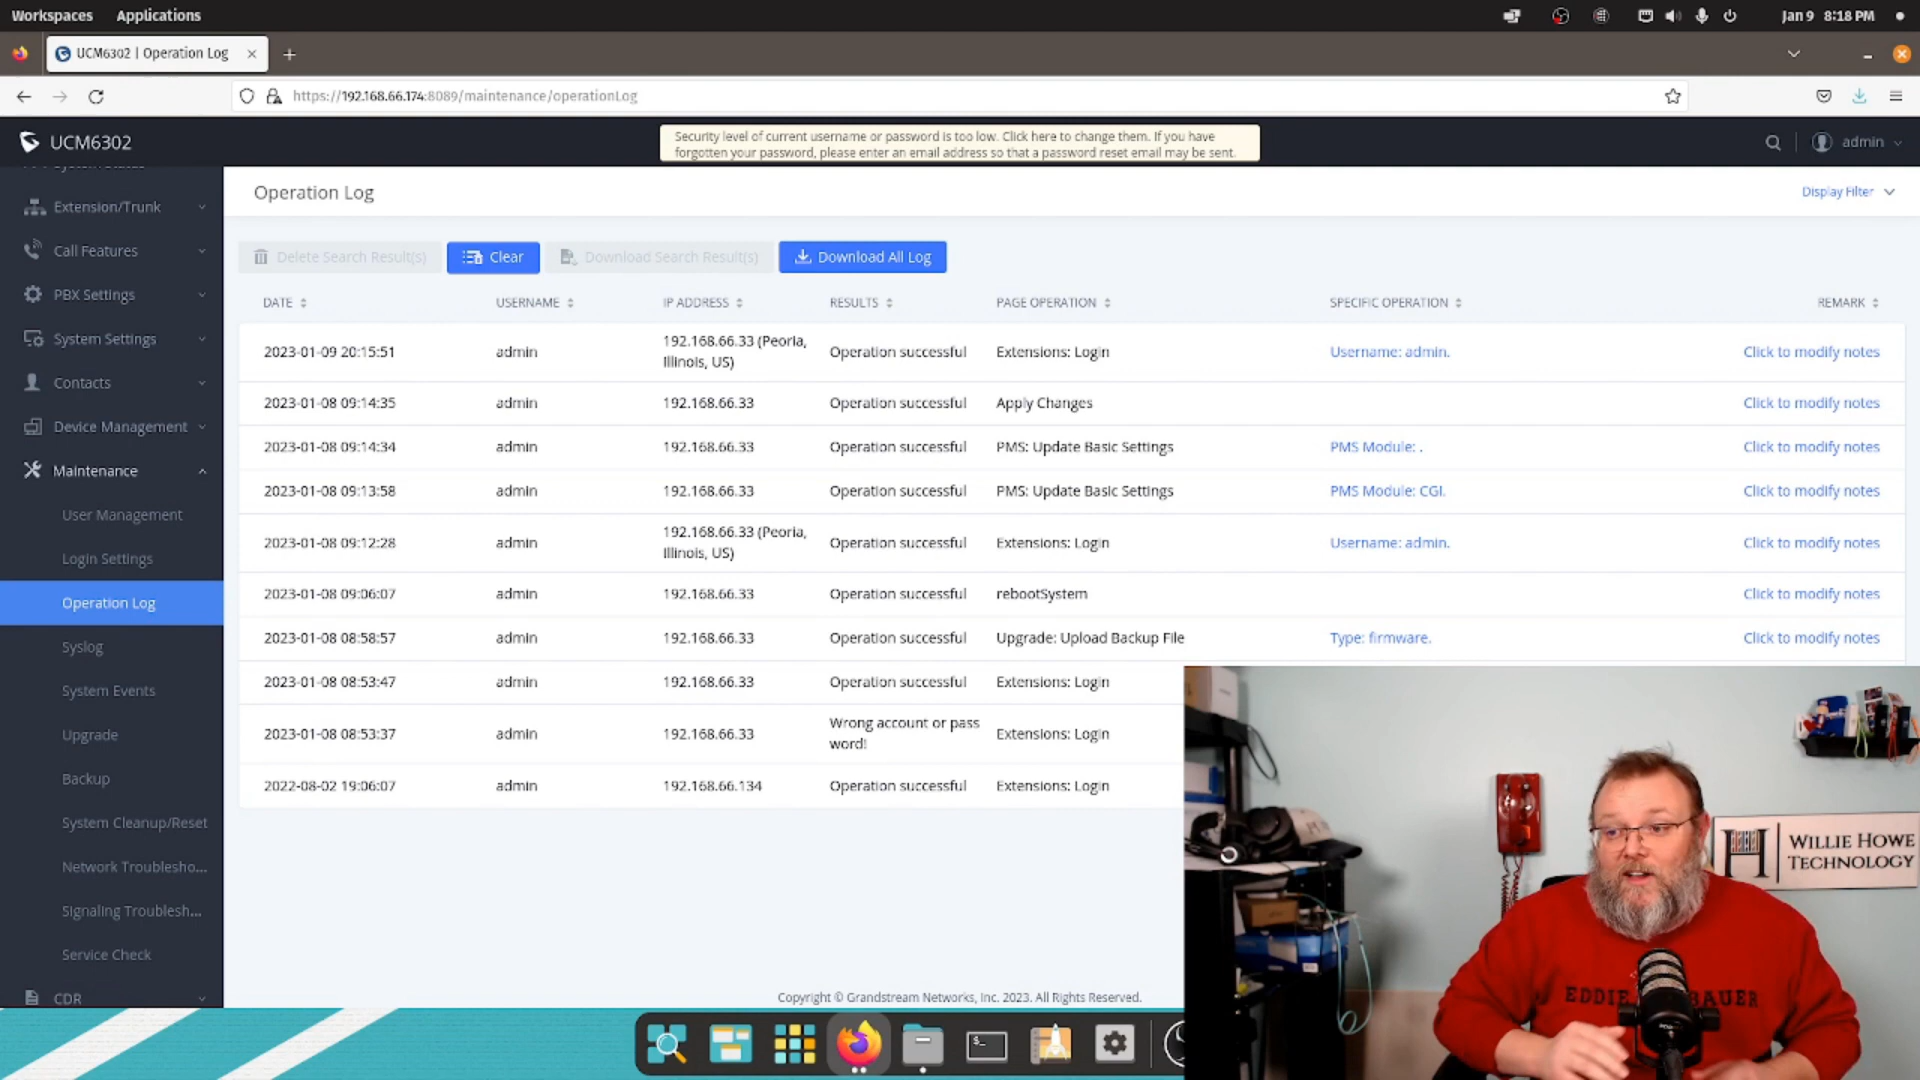 Workspaces Applications Jan 9 8:18 PM
UCM6302 | Operation Log
https://192.168.66.174:8089/maintenance/operationLog
UCM6302
Security level of current username or password is too low. Click here to change them. If you have
forgotten your password, please enter an email address so that a password reset email may be sent.
admin
Extension/Trunk
Call Features
PBX Settings
System Settings
Contacts
Device Management
Maintenance
User Management
Login Settings
Operation Log
Syslog
System Events
Upgrade
Backup
System Cleanup/Reset
Network Troublesho...
Signaling Troublesh...
Service Check
CDR
Operation Log
Display Filter
Delete Search Result(s) Clear Download Search Result(s) Download All Log
DATE USERNAME IP ADDRESS RESULTS PAGE OPERATION SPECIFIC OPERATION REMARK
2023-01-09 20:15:51 admin 192.168.66.33 (Peoria, Operation successful Extensions: Login Username: admin. Click to modify notes
Illinois, US)
2023-01-08 09:14:35 admin 192.168.66.33 Operation successful Apply Changes Click to modify notes
2023-01-08 09:14:34 admin 192.168.66.33 Operation successful PMS: Update Basic Settings PMS Module: . Click to modify notes
2023-01-08 09:13:58 admin 192.168.66.33 Operation successful PMS: Update Basic Settings PMS Module: CGI. Click to modify notes
2023-01-08 09:12:28 admin 192.168.66.33 (Peoria, Operation successful Extensions: Login Username: admin. Click to modify notes
Illinois, US)
2023-01-08 09:06:07 admin 192.168.66.33 Operation successful rebootSystem Click to modify notes
2023-01-08 08:58:57 admin 192.168.66.33 Operation successful Upgrade: Upload Backup File Type: firmware. Click to modify notes
2023-01-08 08:53:47 admin 192.168.66.33 Operation successful Extensions: Login
2023-01-08 08:53:37 admin 192.168.66.33 Wrong account or pass Extensions: Login
word!
2022-08-02 19:06:07 admin 192.168.66.134 Operation successful Extensions: Login
Copyright © Grandstream Networks, Inc. 2023. All Rights Reserved.
WILLIE HOWE
TECHNOLOGY
EDDIE BAUER